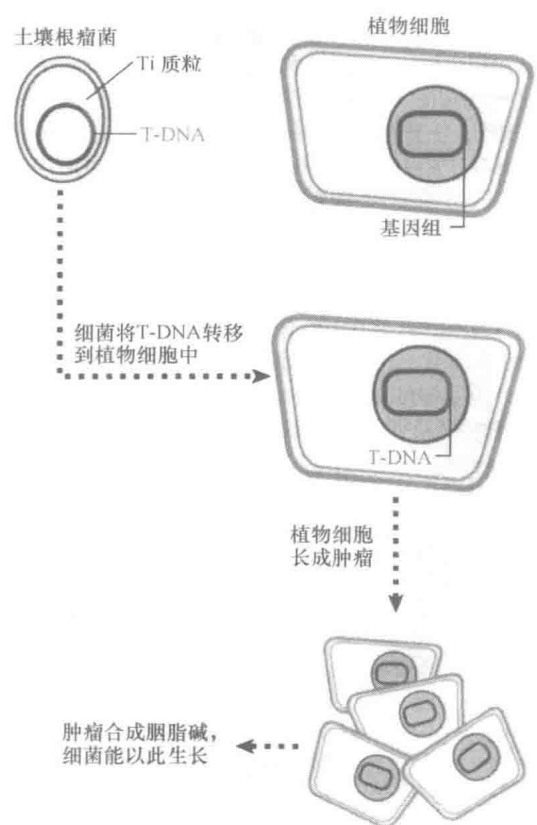 土壤根瘤菌
Ti 质粒
T-DNA
植物细胞
基因组
细菌将T-DNA转移
到植物细胞中
T-DNA
植物细胞
长成肿瘤
肿瘤合成胭脂碱，
细菌能以此生长